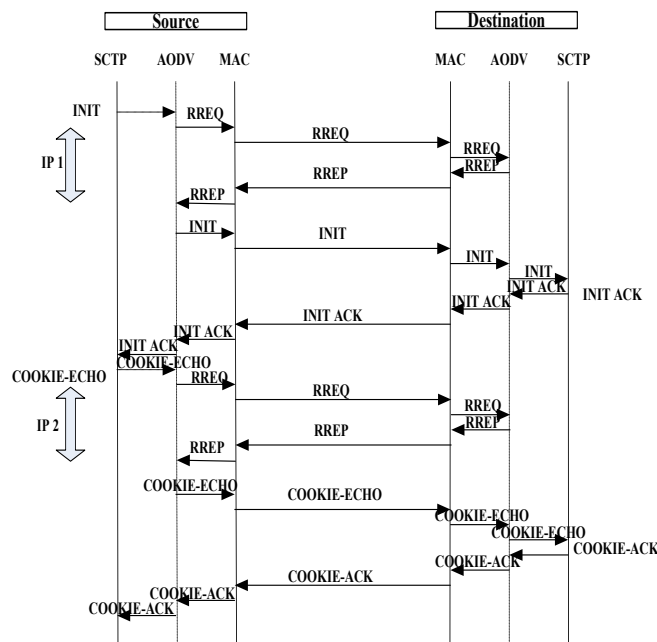 Source Destination
SCTP AODV MAC MAC AODV SCTP
INIT
RREQ
RREQ
RREQ
IP 1
RREP
RREP
RREP
INIT
INIT
INIT
INIT
INIT ACK INIT ACK
INIT ACK
INIT ACK
INIT ACK
INIT ACK
COOKIE-ECHO
COOKIE-ECHO
RREQ
RREQ
RREQ
IP 2
RREP
RREP
RREP
COOKIE-ECHO
COOKIE-ECHO
COOKIE-ECHO
COOKIE-ECHO
COOKIE-ACK
COOKIE-ACK
COOKIE-ACK
COOKIE-ACK
COOKIE-ACK